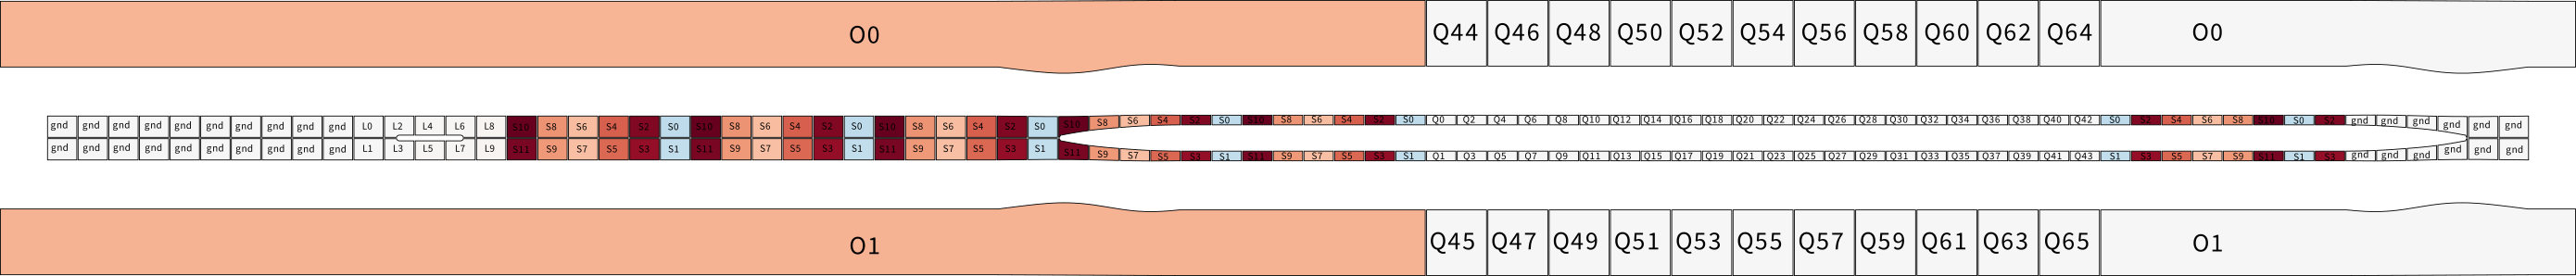 O0 Q44 Q46 Q48 Q50 Q52 Q54 Q56 Q58 Q60 Q62 Q64 O0
gnd gnd gnd gnd gnd gnd gnd gnd gnd gnd L0 L2 L4 L6 L8 S10 S8 S6 S4 S2 S0 S10 S8 S6 S4 S2 S0 S10 S8 S6 S4 S2 S0 S10 S8 S6 S4 S2 S0 S10 S8 S6 S4 S2 S0 Q0 Q2 Q4 Q6 Q8 Q10 Q12 Q14 Q16 Q18 Q20 Q22 Q24 Q26 Q28 Q30 Q32 Q34 Q36 Q38 Q40 Q42 S0 S2 S4 S6 S8 S10 S0 S2 gnd gnd gnd gnd gnd gnd
gnd gnd gnd gnd gnd gnd gnd gnd gnd gnd L1 L3 L5 L7 L9 S11 S9 S7 S5 S3 S1 S11 S9 S7 S5 S3 S1 S11 S9 S7 S5 S3 S1 S11 S9 S7 S5 S3 S1 S11 S9 S7 S5 S3 S1 Q1 Q3 Q5 Q7 Q9 Q11 Q13 Q15 Q17 Q19 Q21 Q23 Q25 Q27 Q29 Q31 Q33 Q35 Q37 Q39 Q41 Q43 S1 S3 S5 S7 S9 S11 S1 S3 gnd gnd gnd gnd gnd gnd
O1 Q45 Q47 Q49 Q51 Q53 Q55 Q57 Q59 Q61 Q63 Q65 O1